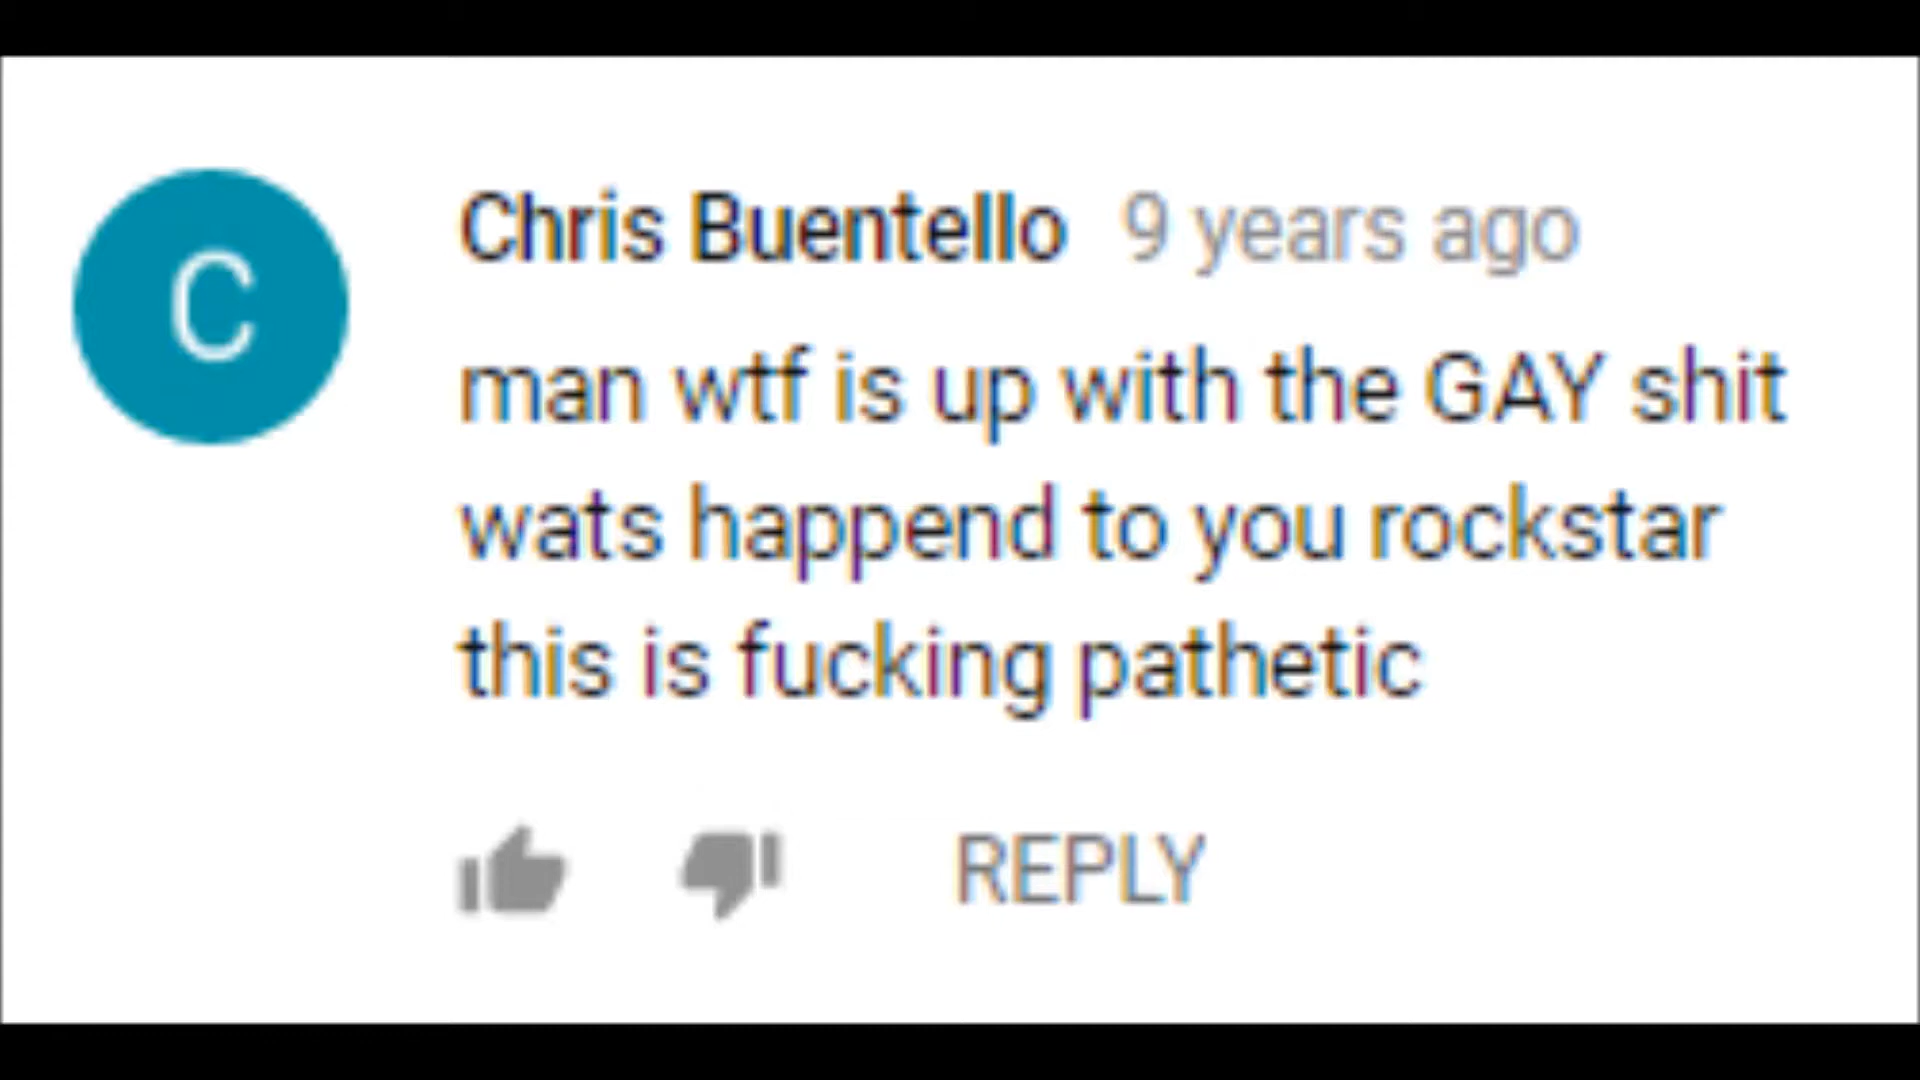 C
Chris Buentello 9 years ago
man wtf is up with the GAY shit
wats happend to you rockstar
this is fucking pathetic
REPLY